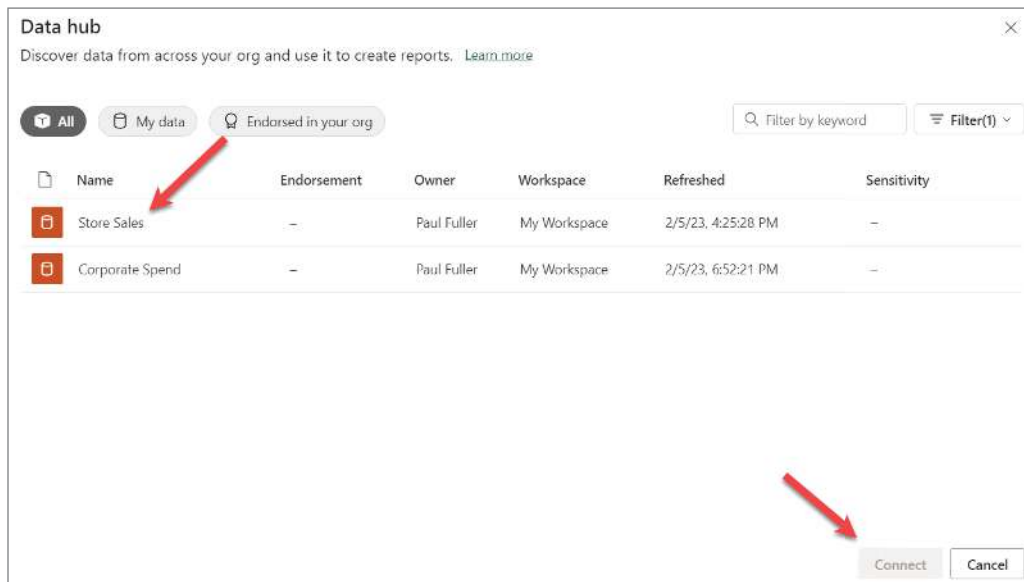 Data hub
Discover data from across your org and use it to create reports. Learn more
All My data Endorsed in your org Filter by keyword Filter(1)
Name Endorsement Owner Workspace Refreshed Sensitivity
Store Sales – Paul Fuller My Workspace 2/5/23, 4:25:28 PM –
Corporate Spend – Paul Fuller My Workspace 2/5/23, 6:52:21 PM –
Connect Cancel